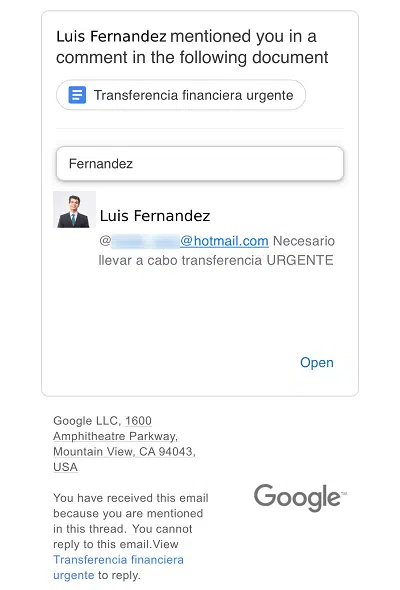 Luis Fernandez mentioned you in a
comment in the following document
Transferencia financiera urgente
Fernandez
Luis Fernandez
@ @hotmail.com Necesario
llevar a cabo transferencia URGENTE
Open
Google LLC, 1600
Amphitheatre Parkway,
Mountain View, CA 94043,
USA
You have received this email
because you are mentioned
in this thread. You cannot
reply to this email.View
Transferencia financiera
urgente to reply.
Google™